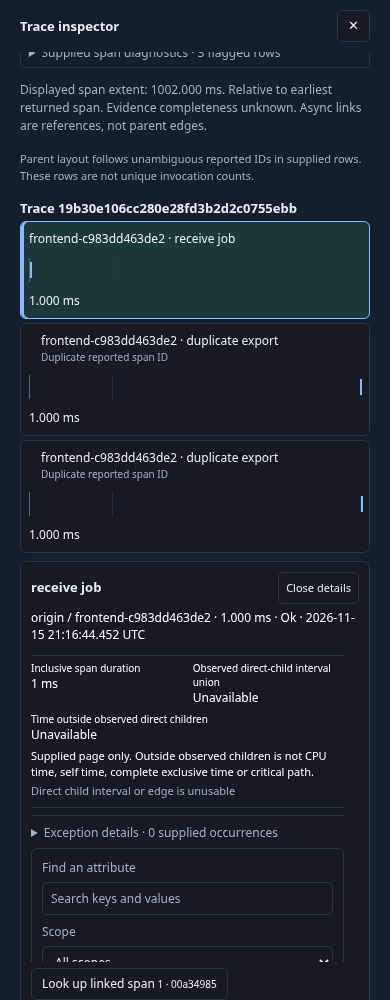 Trace inspector
✕
▶ Supplied span diagnostics · 3 flagged rows
Displayed span extent: 1002.000 ms. Relative to earliest
returned span. Evidence completeness unknown. Async links
are references, not parent edges.
Parent layout follows unambiguous reported IDs in supplied rows.
These rows are not unique invocation counts.
Trace 19b30e106cc280e28fd3b2d2c0755ebb
frontend-c983dd463de2 · receive job
1.000 ms
frontend-c983dd463de2 · duplicate export
Duplicate reported span ID
1.000 ms
frontend-c983dd463de2 · duplicate export
Duplicate reported span ID
1.000 ms
receive job
Close details
origin / frontend-c983dd463de2 · 1.000 ms · Ok · 2026-11-
15 21:16:44.452 UTC
Inclusive span duration
1 ms
Observed direct-child interval
union
Unavailable
Time outside observed direct children
Unavailable
Supplied page only. Outside observed children is not CPU
time, self time, complete exclusive time or critical path.
Direct child interval or edge is unusable
▶ Exception details · 0 supplied occurrences
Find an attribute
Search keys and values
Scope
All scopes
Look up linked span 1 · 00a34985